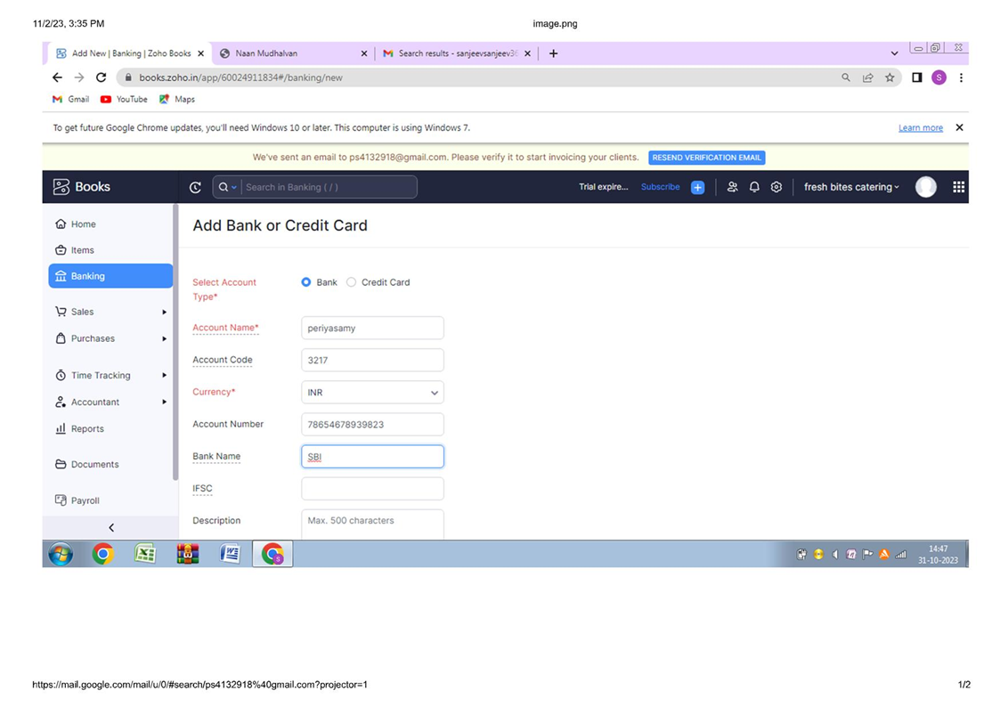 11/2/23, 3:35 PM
image.png
Add New | Banking | Zoho Books
Naan Mudhalvan
Search results - sanjeevsanjeev36
books.zoho.in/app/60024911834#/banking/new
S
Gmail
YouTube
Maps
To get future Google Chrome updates, you'll need Windows 10 or later. This computer is using Windows 7.
Learn more
We've sent an email to ps4132918@gmail.com. Please verify it to start invoicing your clients.
RESEND VERIFICATION EMAIL
Books
Search in Banking ( / )
Trial expire...
Subscribe
fresh bites catering
Home
Items
Banking
Sales
Purchases
Time Tracking
Accountant
Reports
Documents
Payroll
Add Bank or Credit Card
Select Account
Type*
Bank
Credit Card
Account Name*
periyasamy
Account Code
3217
Currency*
INR
Account Number
78654678939823
Bank Name
SBI
IFSC
Description
Max. 500 characters
14:47
31-10-2023
https://mail.google.com/mail/u/0/#search/ps4132918%40gmail.com?projector=1
1/2